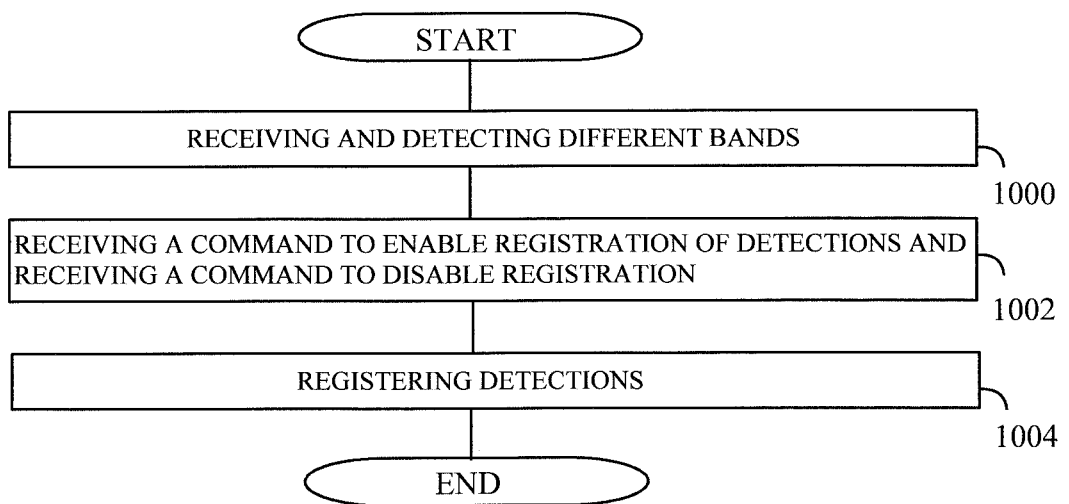 START
RECEIVING AND DETECTING DIFFERENT BANDS
1000
RECEIVING A COMMAND TO ENABLE REGISTRATION OF DETECTIONS AND
RECEIVING A COMMAND TO DISABLE REGISTRATION
1002
REGISTERING DETECTIONS
1004
END